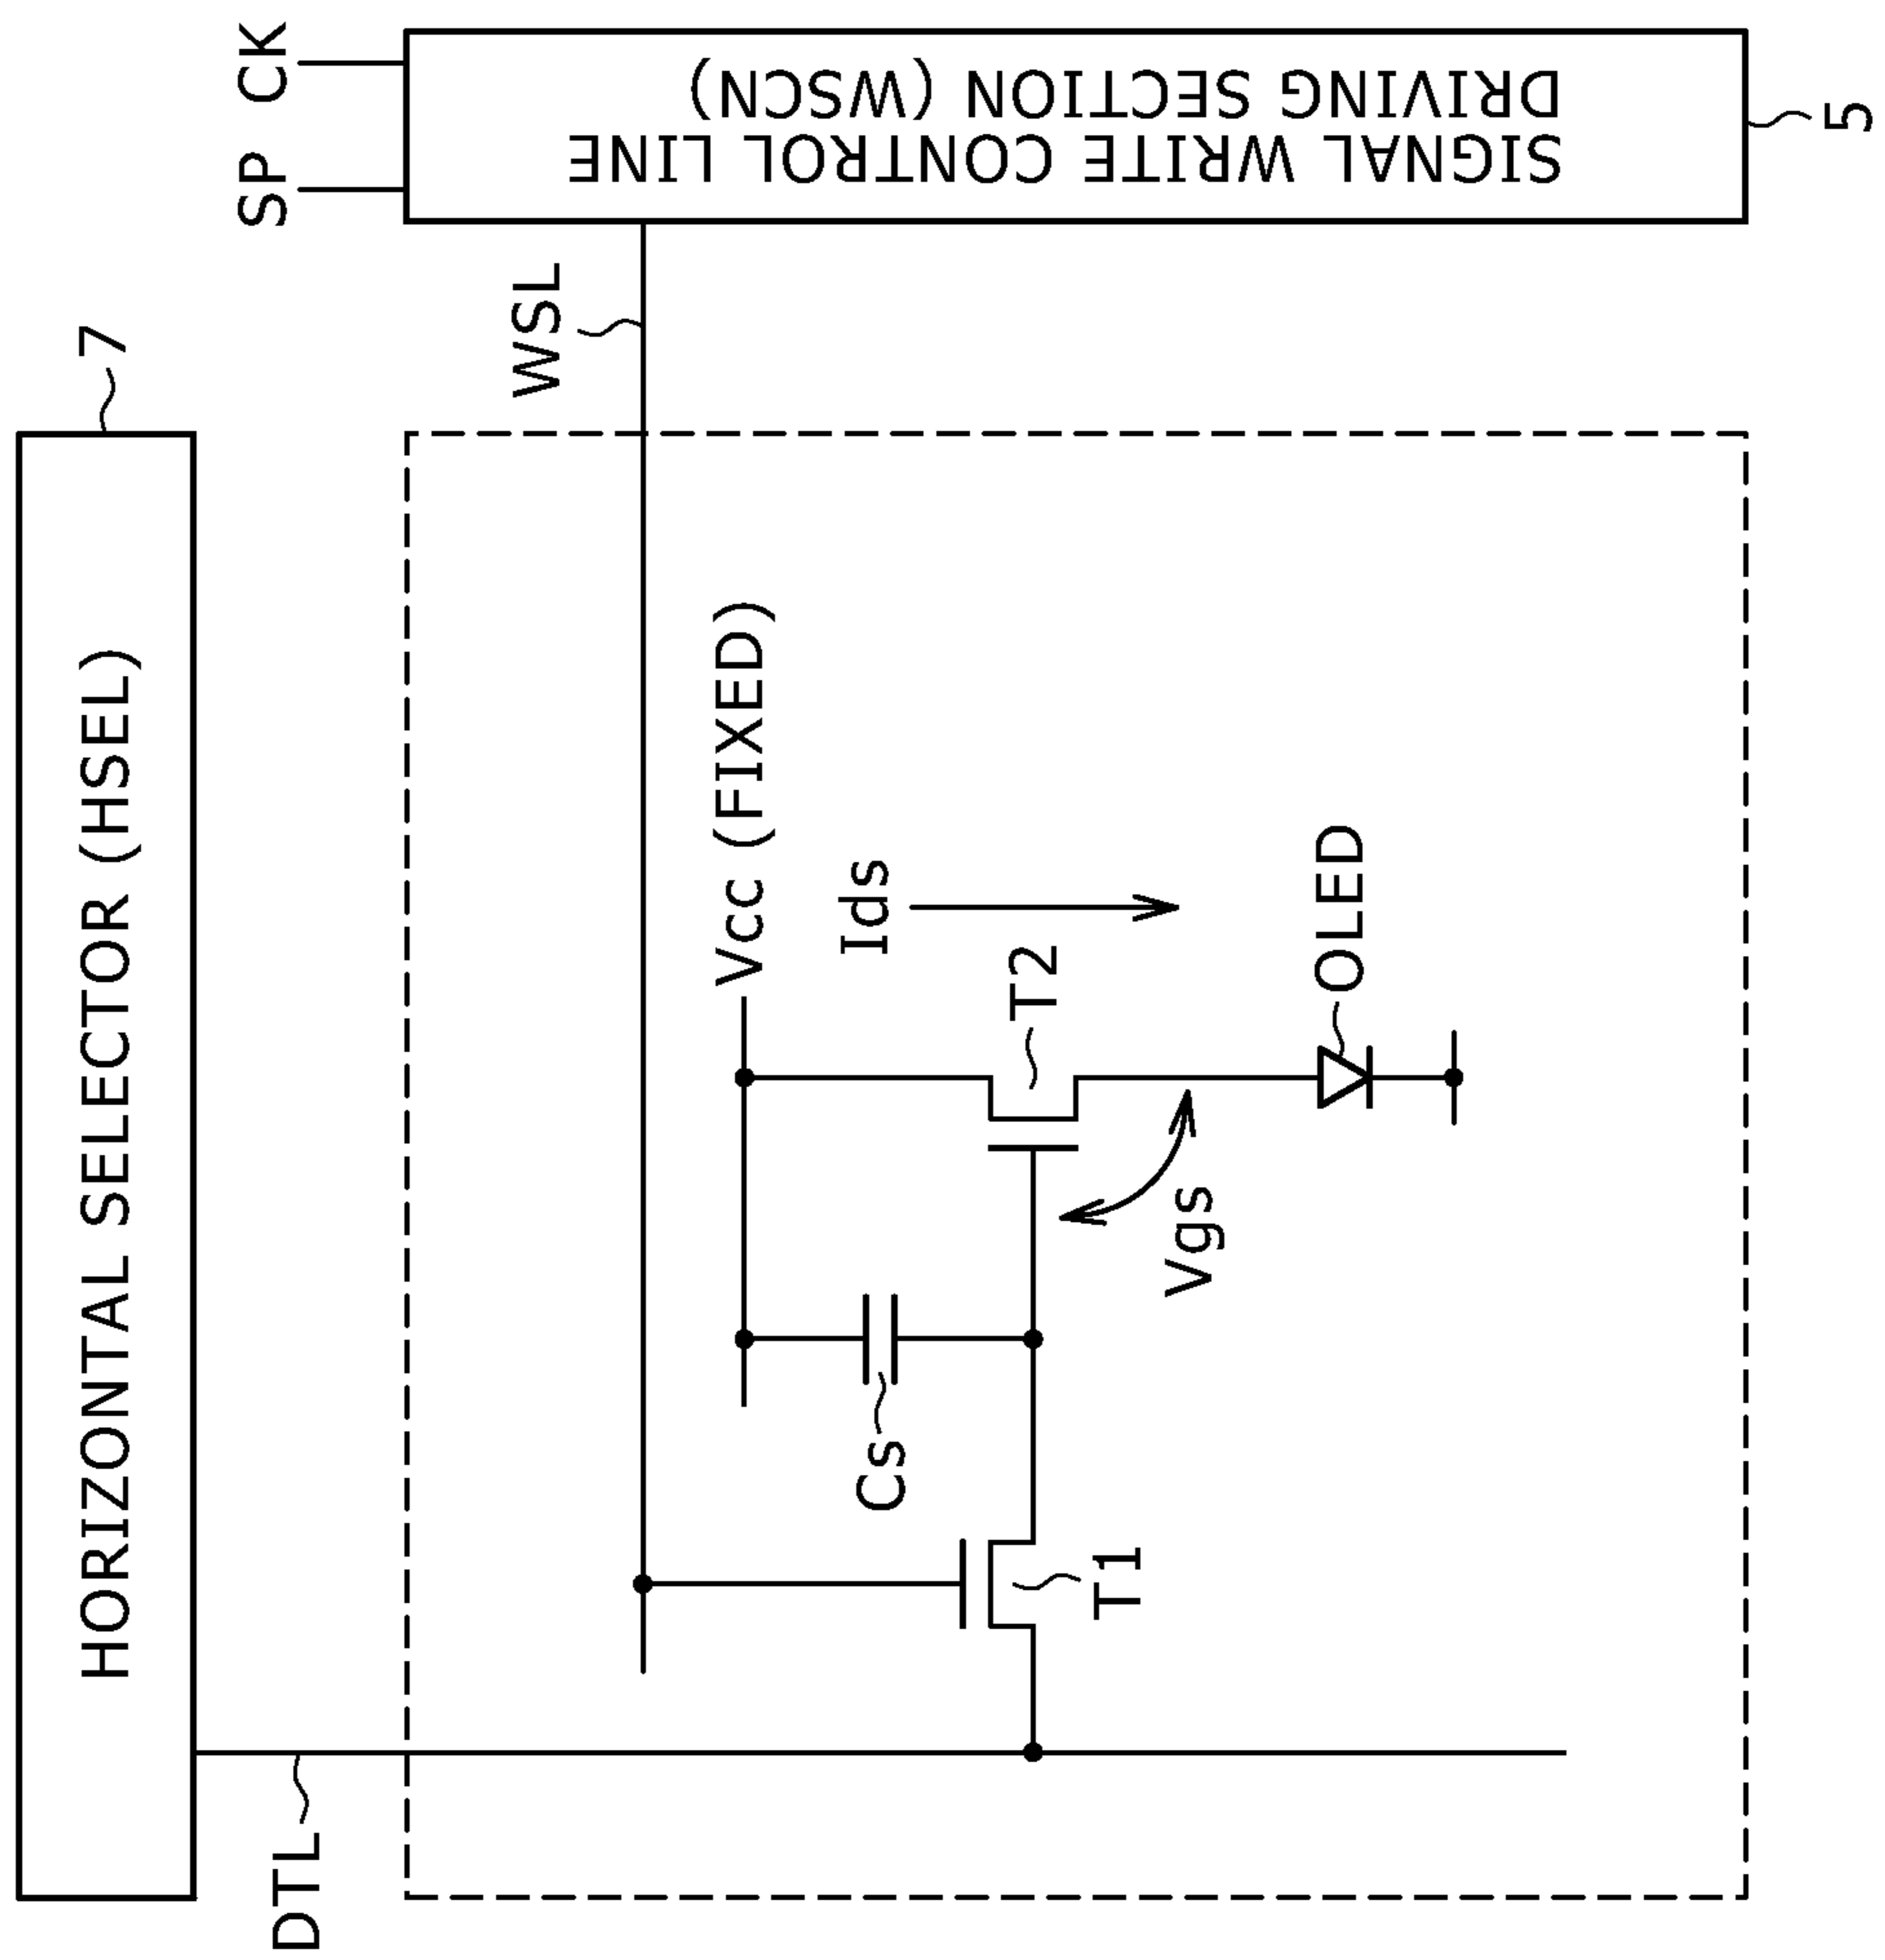 HORIZONTAL SELECTOR (HSEL)
7
DTL
WSL
SP
CK
SIGNAL WRITE CONTROL LINE
DRIVING SECTION (WSCN)
5
Vcc (FIXED)
Ids
Cs
T2
T1
Vgs
OLED